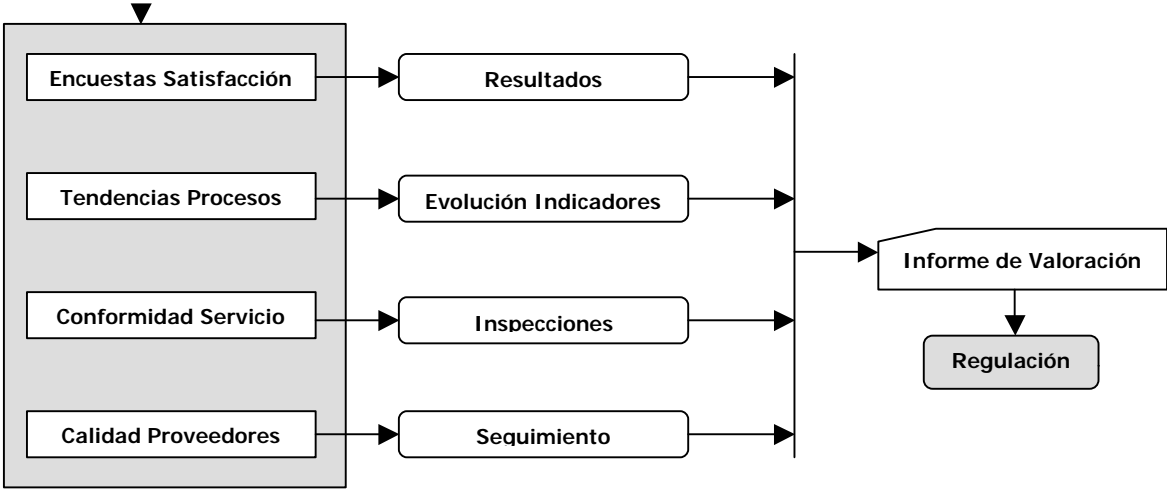 Encuestas Satisfacción
Resultados
Tendencias Procesos
Evolución Indicadores
Informe de Valoración
Conformidad Servicio
Inspecciones
Regulación
Calidad Proveedores
Seguimiento